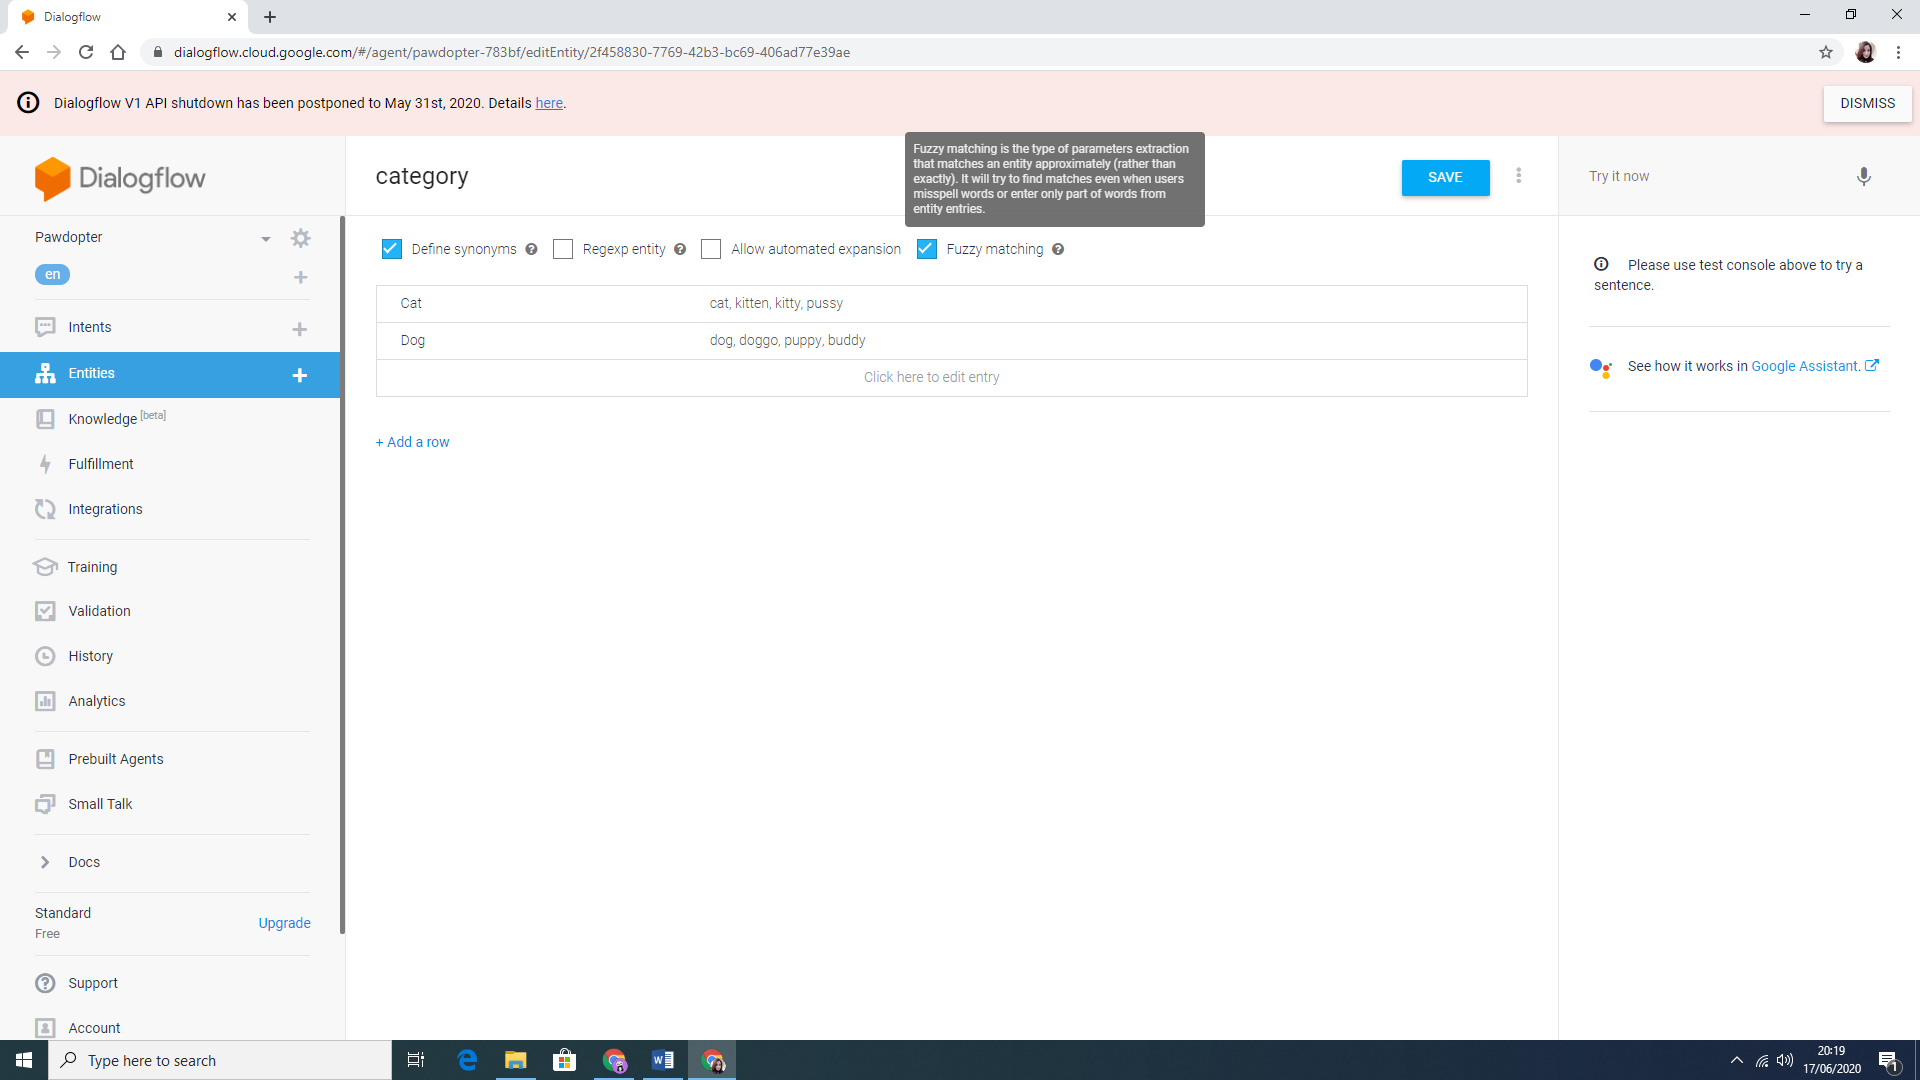 Dialogflow
dialogflow.cloud.google.com/#/agent/pawdopter-783bf/editEntity/2f458830-7769-42b3-bc69-406ad77e39ae
Dialogflow V1 API shutdown has been postponed to May 31st, 2020. Details here.
DISMISS
Dialogflow
category
Fuzzy matching is the type of parameters extraction
that matches an entity approximately (rather than
exactly). It will try to find matches even when users
misspell words or enter only part of words from
entity entries.
SAVE
Try it now
Pawdopter
en
Define synonyms
Regexp entity
Allow automated expansion
Fuzzy matching
Cat
cat, kitten, kitty, pussy
Dog
dog, doggo, puppy, buddy
Click here to edit entry
+ Add a row
Please use test console above to try a
sentence.
See how it works in Google Assistant.
Intents
Entities
Knowledge [beta]
Fulfillment
Integrations
Training
Validation
History
Analytics
Prebuilt Agents
Small Talk
Docs
Standard
Free
Upgrade
Support
Account
Type here to search
20:19
17/06/2020
1